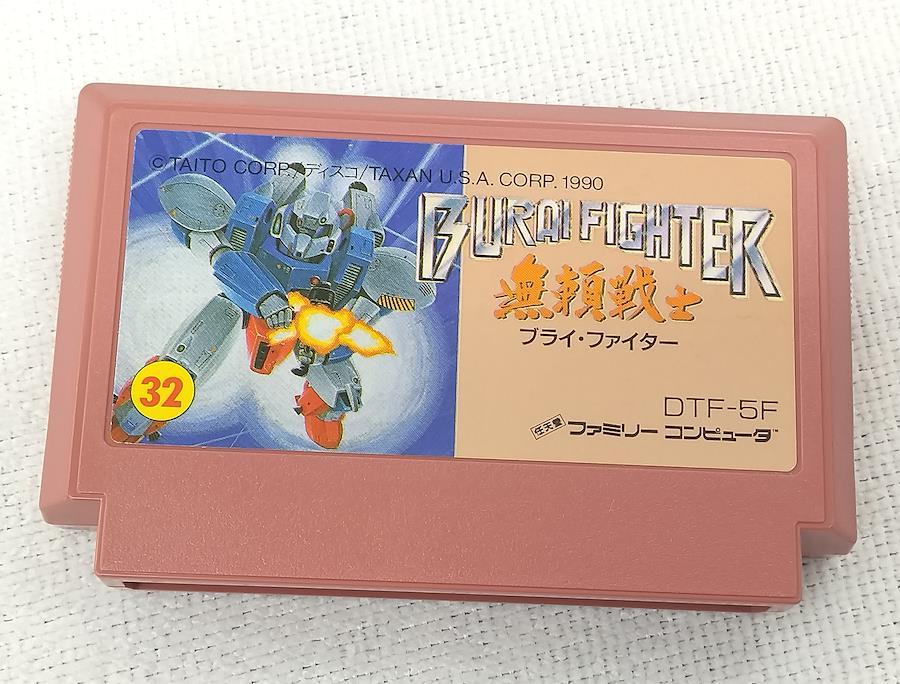 © TAITO CORP./ディスコ/TAXAN U.S.A. CORP. 1990
BURAI FIGHTER
無頼戦士
ブライ・ファイター
32
DTF-5F
任天堂 ファミリー コンピュータ™